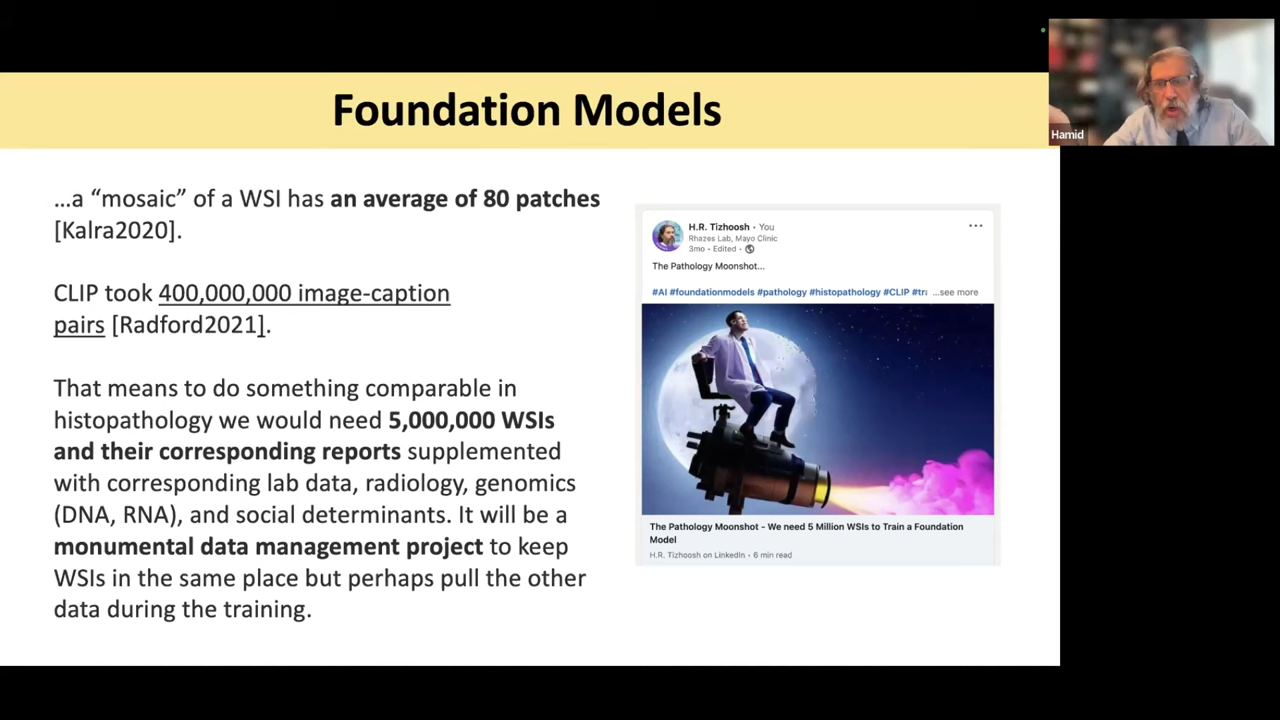 Foundation Models
...a “mosaic” of a WSI has an average of 80 patches
[Kalra2020].
CLIP took 400,000,000 image-caption
pairs [Radford2021].
That means to do something comparable in
histopathology we would need 5,000,000 WSIs
and their corresponding reports supplemented
with corresponding lab data, radiology, genomics
(DNA, RNA), and social determinants. It will be a
monumental data management project to keep
WSIs in the same place but perhaps pull the other
data during the training.
H.R. Tizhoosh • You
Rhazes Lab, Mayo Clinic
3mo • Edited •
The Pathology Moonshot...
#AI #foundationmodels #pathology #histopathology #CLIP #tr ...see more
The Pathology Moonshot - We need 5 Million WSIs to Train a Foundation
Model
H.R. Tizhoosh on LinkedIn • 6 min read
Hamid